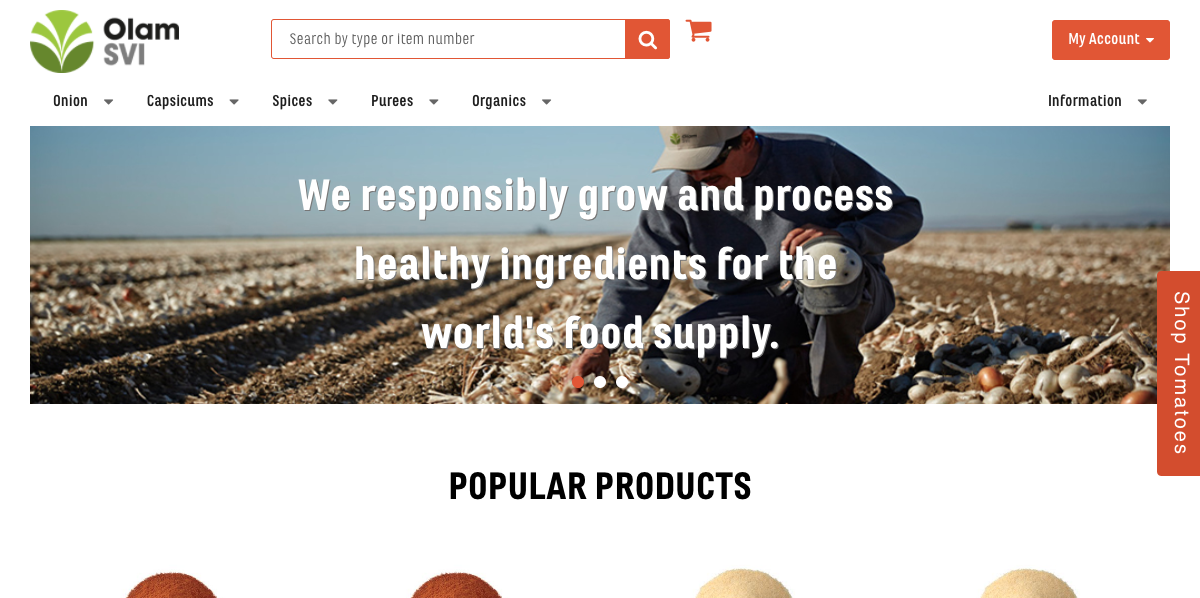 Olam
SVI
Search by type or item number
My Account
Onion
Capsicums
Spices
Purees
Organics
Information
We responsibly grow and process
healthy ingredients for the
world's food supply.
Shop Tomatoes
POPULAR PRODUCTS